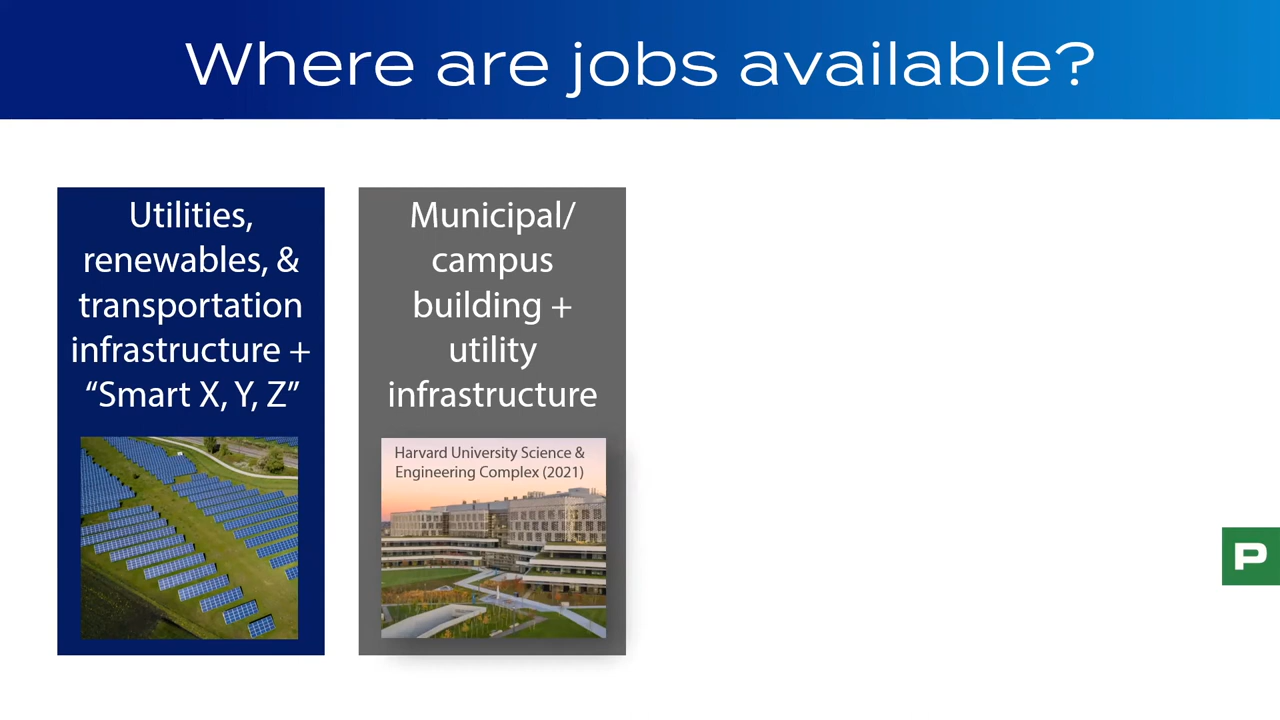 Where are jobs available?
Utilities,
renewables, &
transportation
infrastructure +
“Smart X, Y, Z”
Municipal/
campus
building +
utility
infrastructure
Harvard University Science &
Engineering Complex (2021)
P